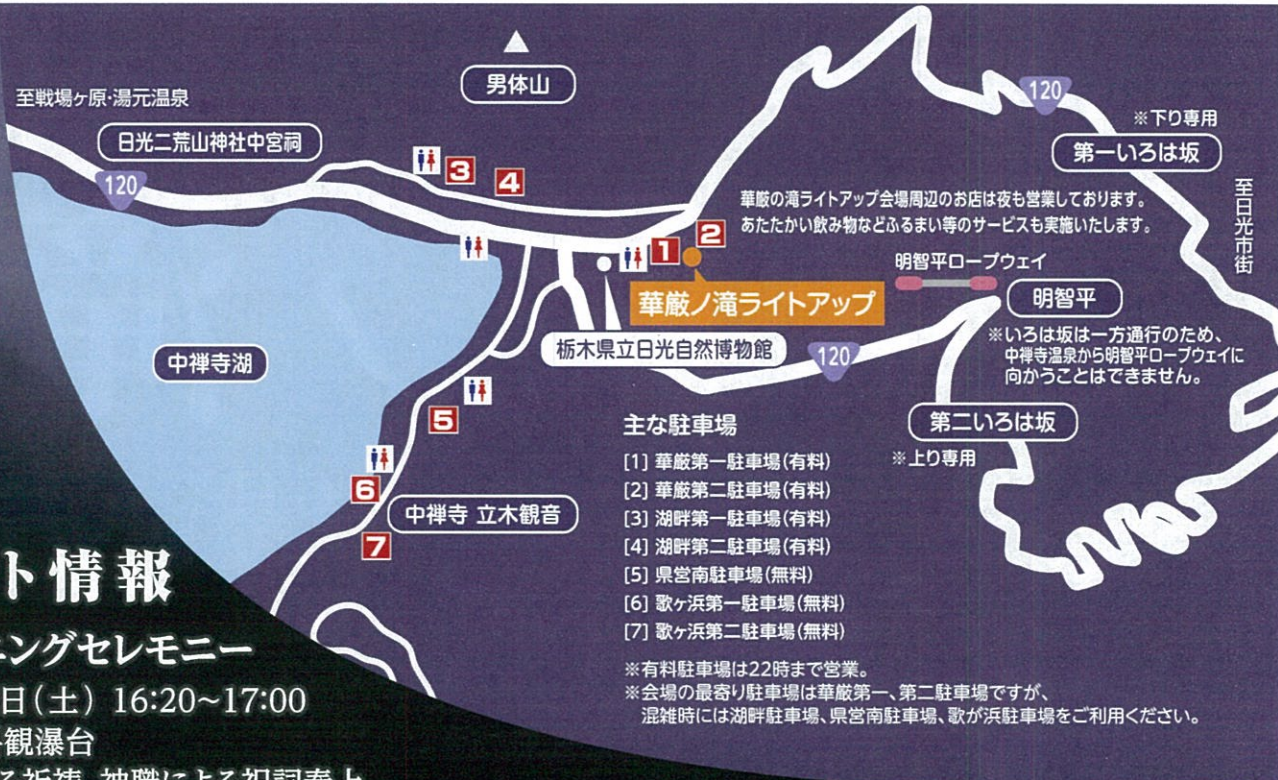 男体山
至戦場ヶ原・湯元温泉
日光二荒山神社中宮祠
120
120
※下り専用
第一いろは坂
至日光市街
3
4
華厳の滝ライトアップ会場周辺のお店は夜も営業しております。
あたたかい飲み物などふるまい等のサービスも実施いたします。
1
2
華厳ノ滝ライトアップ
明智平ロープウェイ
明智平
※いろは坂は一方通行のため、
中禅寺温泉から明智平ロープウェイに
向かうことはできません。
栃木県立日光自然博物館
120
中禅寺湖
第二いろは坂
※上り専用
5
6
中禅寺 立木観音
7
主な駐車場
[1] 華厳第一駐車場(有料)
[2] 華厳第二駐車場(有料)
[3] 湖畔第一駐車場(有料)
[4] 湖畔第二駐車場(有料)
[5] 県営南駐車場(無料)
[6] 歌ヶ浜第一駐車場(無料)
[7] 歌ヶ浜第二駐車場(無料)
※有料駐車場は22時まで営業。
※会場の最寄り駐車場は華厳第一、第二駐車場ですが、
混雑時には湖畔駐車場、県営南駐車場、歌が浜駐車場をご利用ください。
ト情報
ニングセレモニー
日(土) 16:20~17:00
観瀑台
る祈祷、神職による祝詞奏上